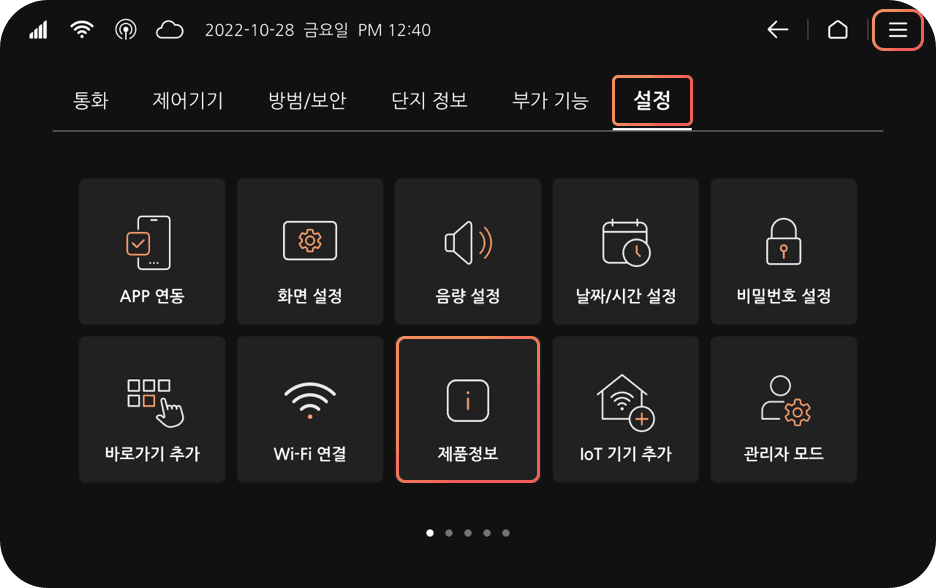 2022-10-28 금요일 PM 12:40
통화 제어기기 방범/보안 단지 정보 부가 기능 설정
APP 연동 화면 설정 음량 설정 날짜/시간 설정 비밀번호 설정
바로가기 추가 Wi-Fi 연결 제품정보 IoT 기기 추가 관리자 모드